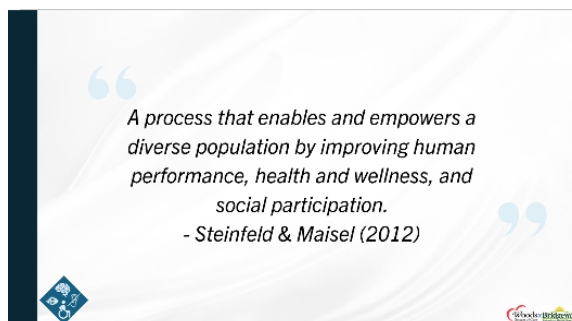 A process that enables and empowers a
diverse population by improving human
performance, health and wellness, and
social participation.
- Steinfeld & Maisel (2012)
Woods